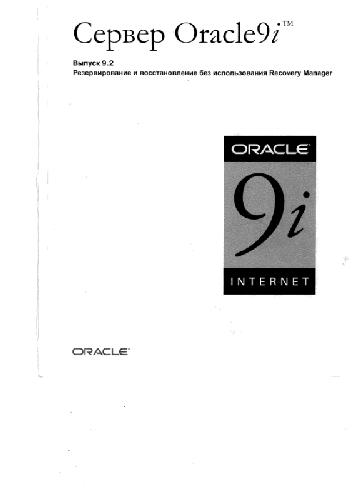 Сервер Oracle9i™
Выпуск 9.2
Резервирование и восстановление без использования Recovery Manager
ORACLE®
9i
INTERNET
ORACLE®